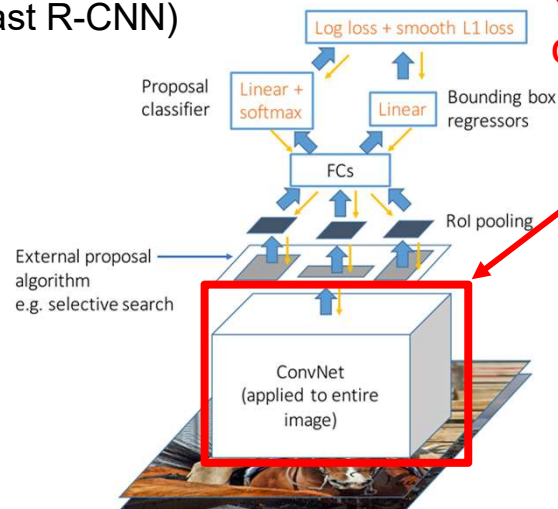 ast R-CNN)
Log loss + smooth L1 loss
Proposal
classifier
Linear +
softmax
Linear
Bounding box
regressors
FCs
RoI pooling
External proposal
algorithm
e.g. selective search
ConvNet
(applied to entire
image)